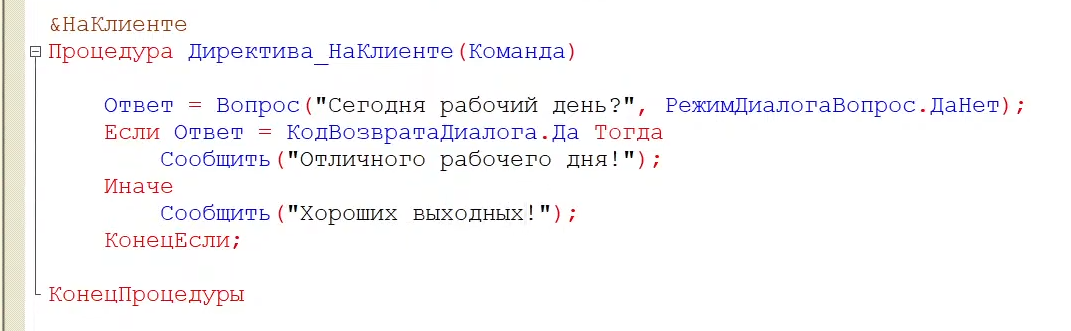 &НаКлиенте
Процедура Директива_НаКлиенте(Команда)
Ответ = Вопрос("Сегодня рабочий день?", РежимДиалогаВопрос.ДаНет);
Если Ответ = КодВозвратаДиалога.Да Тогда
Сообщить("Отличного рабочего дня!");
Иначе
Сообщить("Хороших выходных!");
КонецЕсли;
КонецПроцедуры